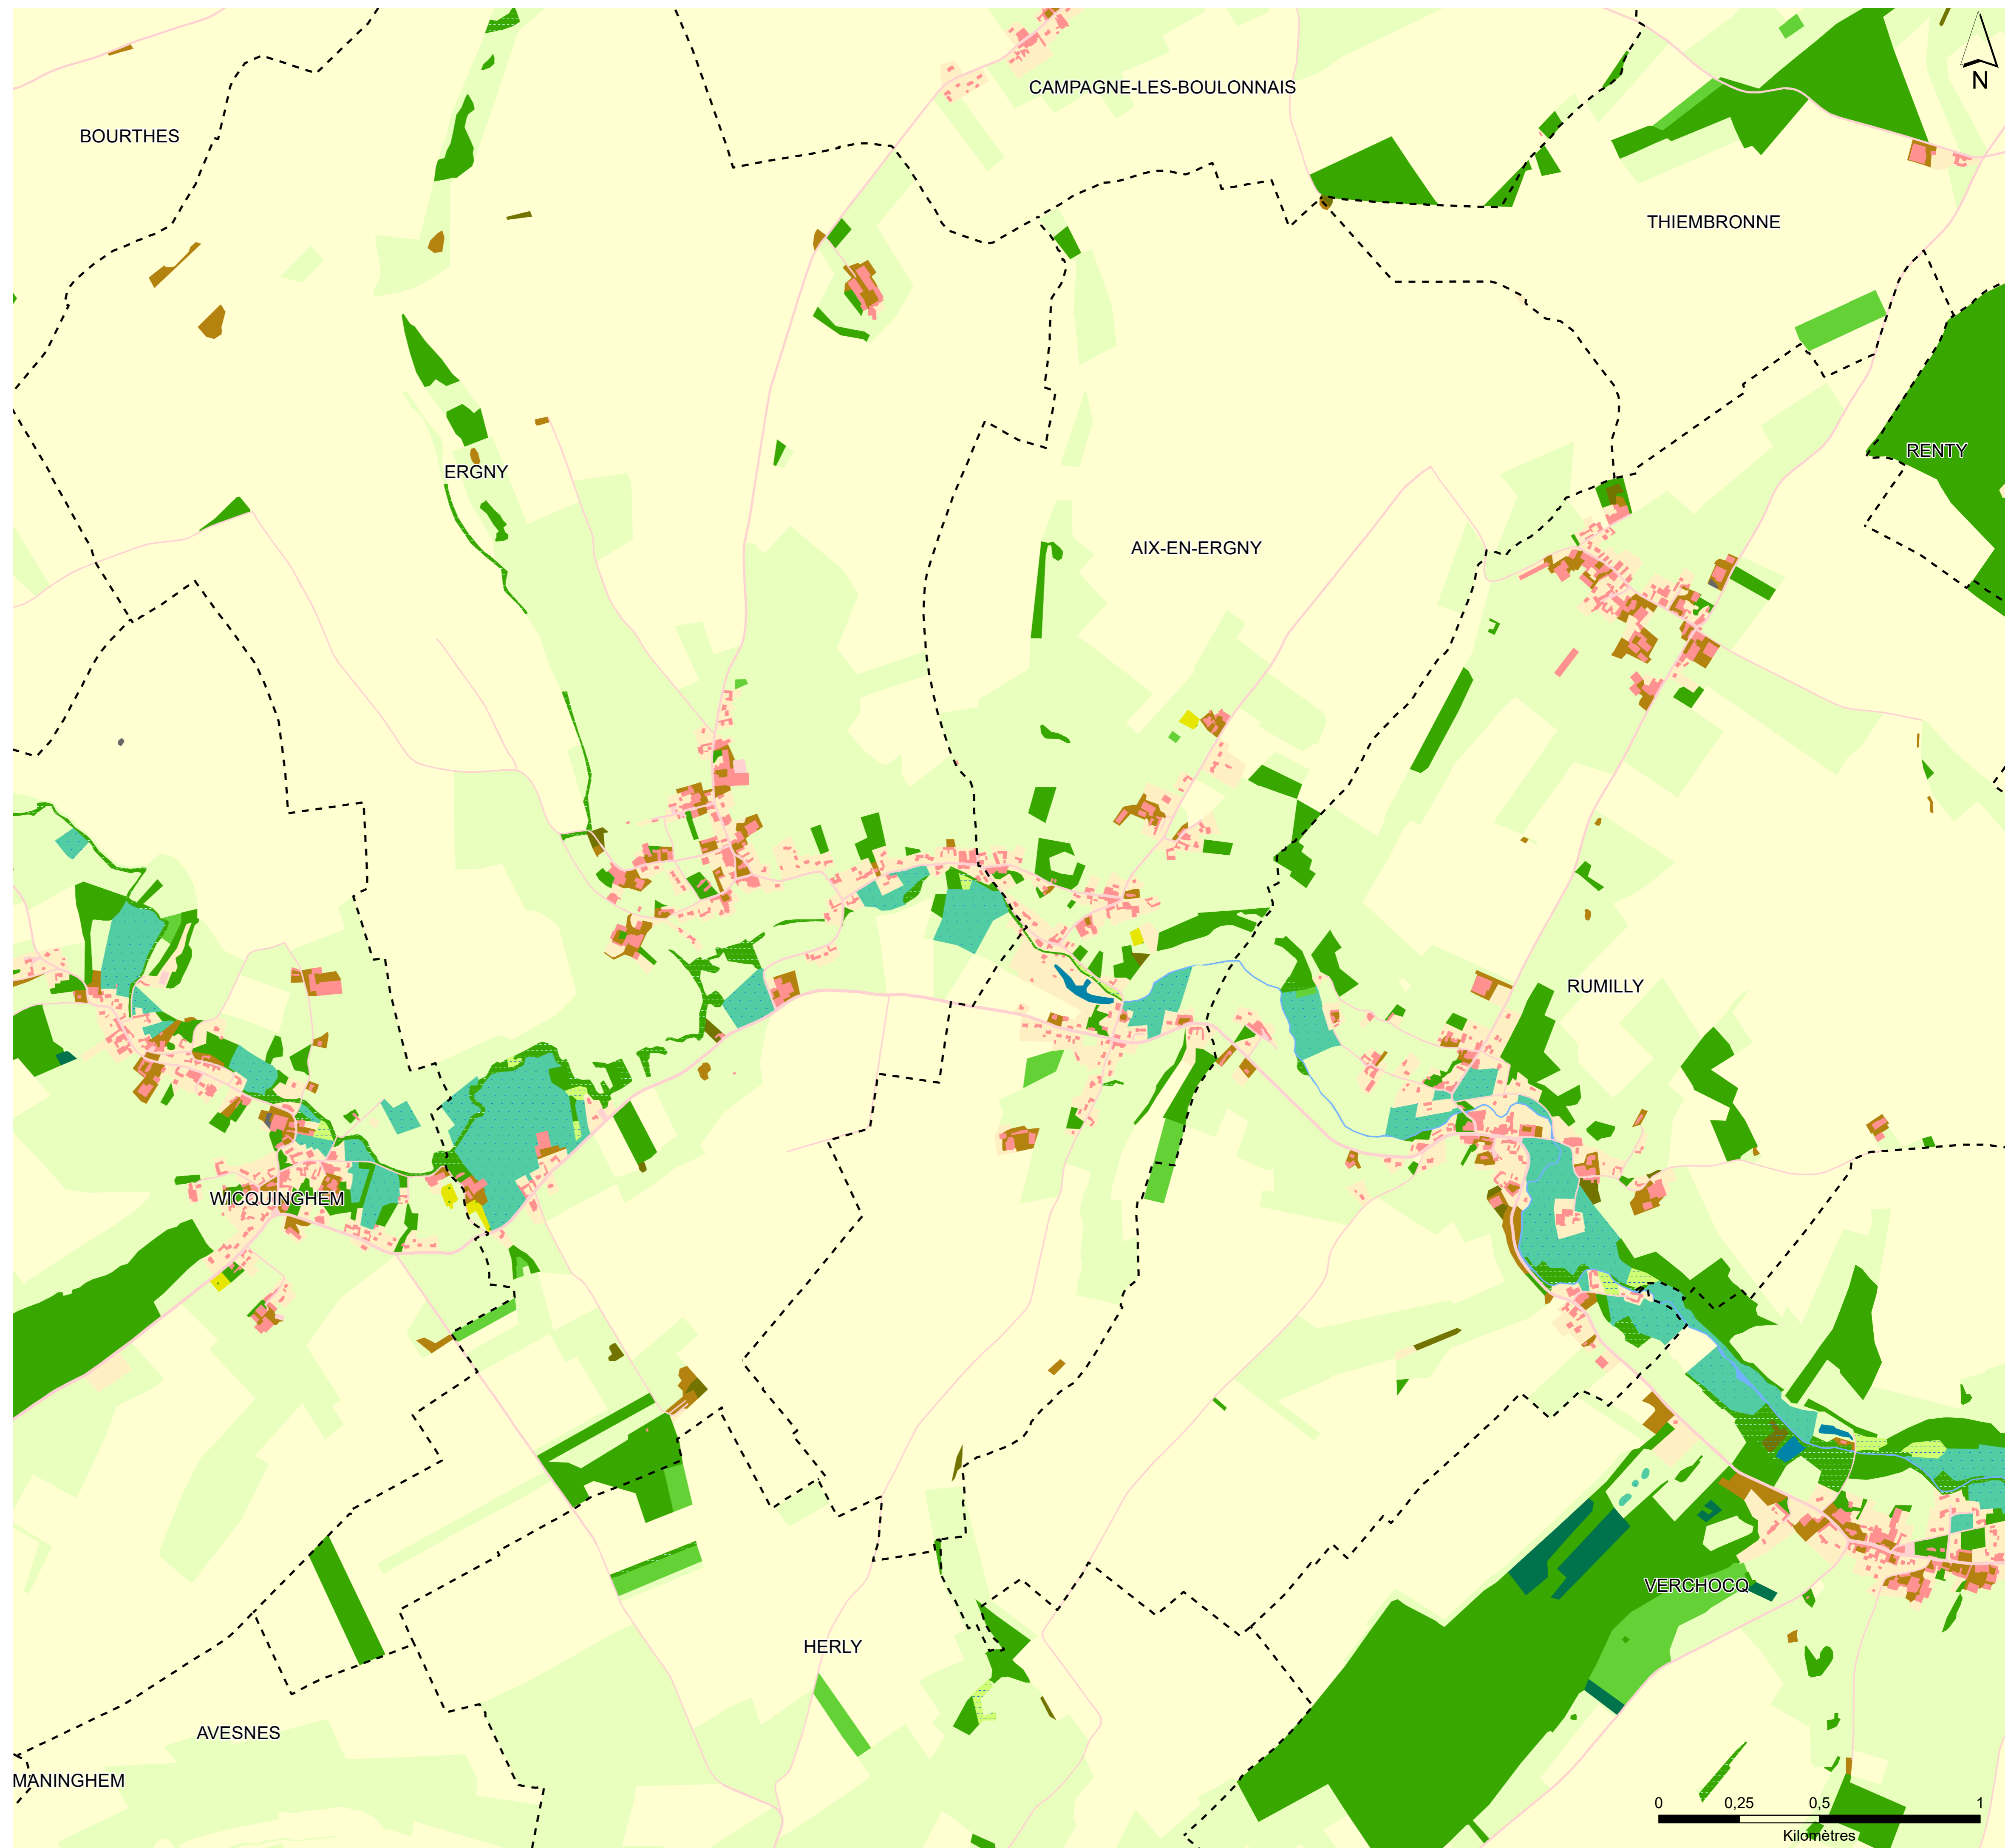 N
CAMPAGNE-LES-BOULONNAIS
BOURTHES
THIEMBRONNE
RENTY
ERGNY
AIX-EN-ERGNY
RUMILLY
WICQUINGHEM
VERCHOCQ
HERLY
AVESNES
MANINGHEM
0 0,25 0,5 1
Kilomètres